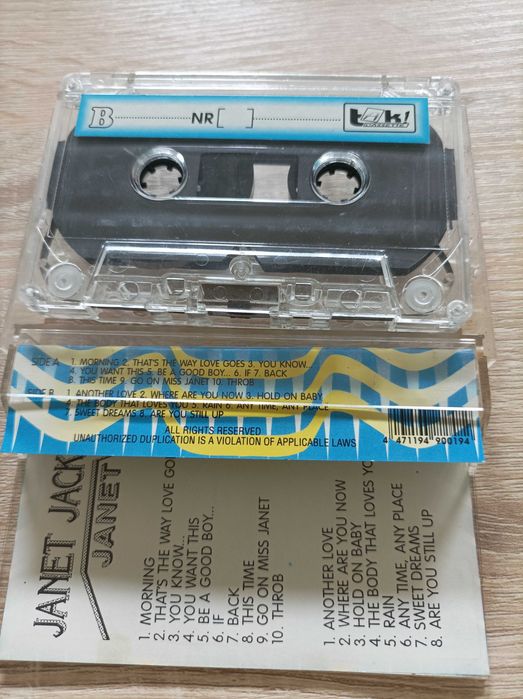 B NR [ ] tak!
CASSETTE
SIDE A 1. MORNING 2. THAT'S THE WAY LOVE GOES 3. YOU KNOW...
4. YOU WANT THIS 5. BE A GOOD BOY... 6. IF 7. BACK
8. THIS TIME 9. GO ON MISS JANET 10. THROB
SIDE B 1. ANOTHER LOVE 2. WHERE ARE YOU NOW 3. HOLD ON BABY
4. THE BODY THAT LOVES YOU 5. RAIN 6. ANY TIME, ANY PLACE
7. SWEET DREAMS 8. ARE YOU STILL UP
ALL RIGHTS RESERVED
UNAUTHORIZED DUPLICATION IS A VIOLATION OF APPLICABLE LAWS
4 471194 900194
JANET JACK
JANET
1. MORNING
2. THAT'S THE WAY LOVE GO
3. YOU KNOW...
4. YOU WANT THIS
5. BE A GOOD BOY...
6. IF
7. BACK
8. THIS TIME
9. GO ON MISS JANET
10. THROB
1. ANOTHER LOVE
2. WHERE ARE YOU NOW
3. HOLD ON BABY
4. THE BODY THAT LOVES YO
5. RAIN
6. ANY TIME, ANY PLACE
7. SWEET DREAMS
8. ARE YOU STILL UP